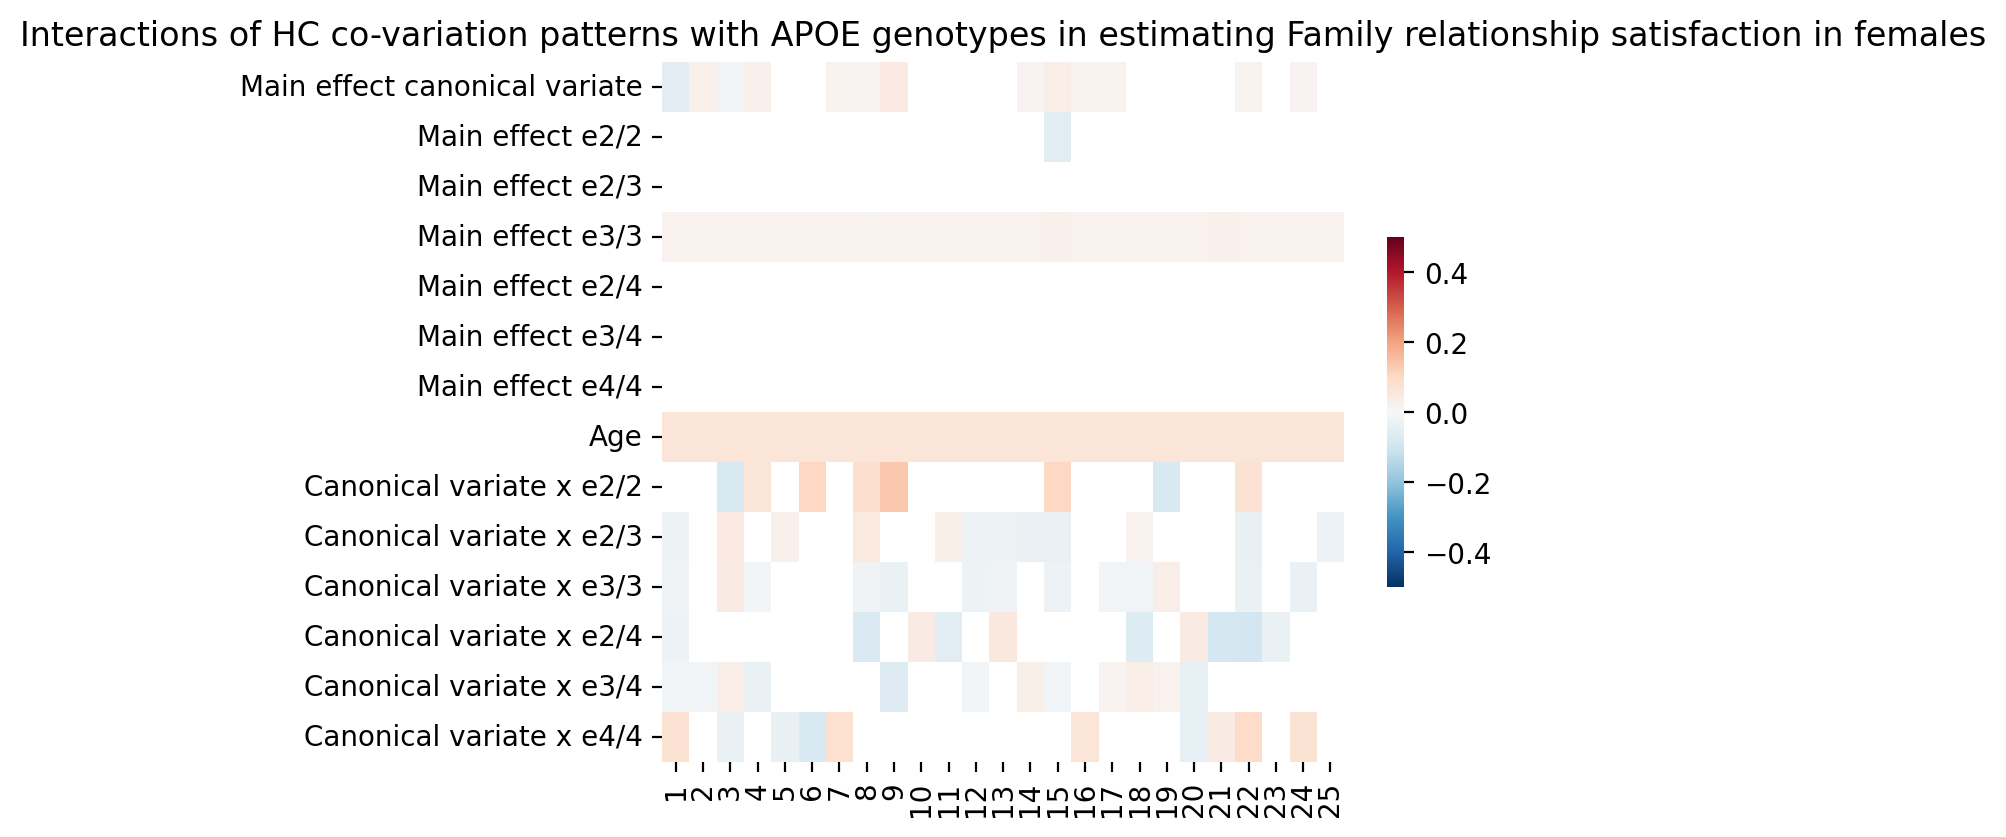 Interactions of HC co-variation patterns with APOE genotypes in estimating Family relationship satisfaction in females
Main effect canonical variate
Main effect e2/2
Main effect e2/3
Main effect e3/3
Main effect e2/4
Main effect e3/4
Main effect e4/4
Age
Canonical variate x e2/2
Canonical variate x e2/3
Canonical variate x e3/3
Canonical variate x e2/4
Canonical variate x e3/4
Canonical variate x e4/4
1 2 3 4 5 6 7 8 9 10 11 12 13 14 15 16 17 18 19 20 21 22 23 24 25
0.4
0.2
0.0
−0.2
−0.4